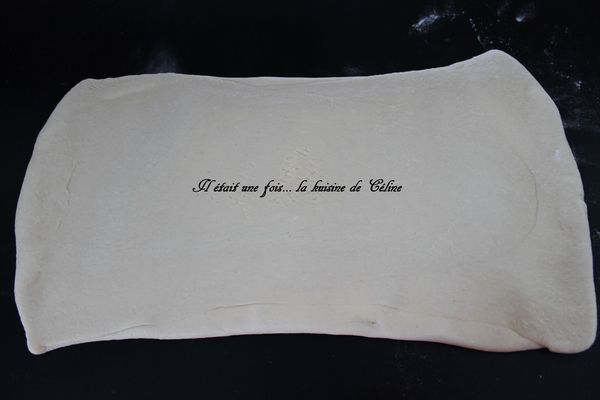 Il était une fois... la kuisine de Céline